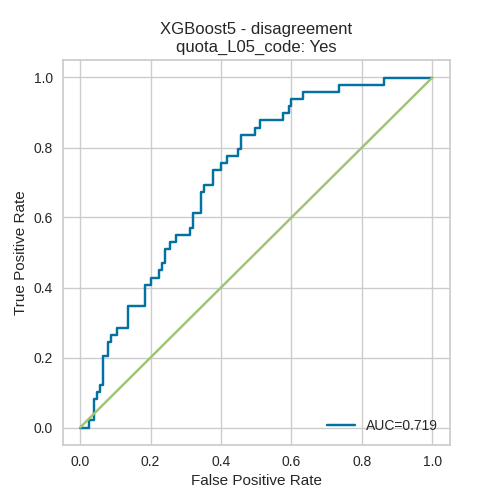 XGBoost5 - disagreement
quota_L05_code: Yes
1.0
0.8
0.6
0.4
0.2
0.0
True Positive Rate
AUC=0.719
0.0 0.2 0.4 0.6 0.8 1.0
False Positive Rate